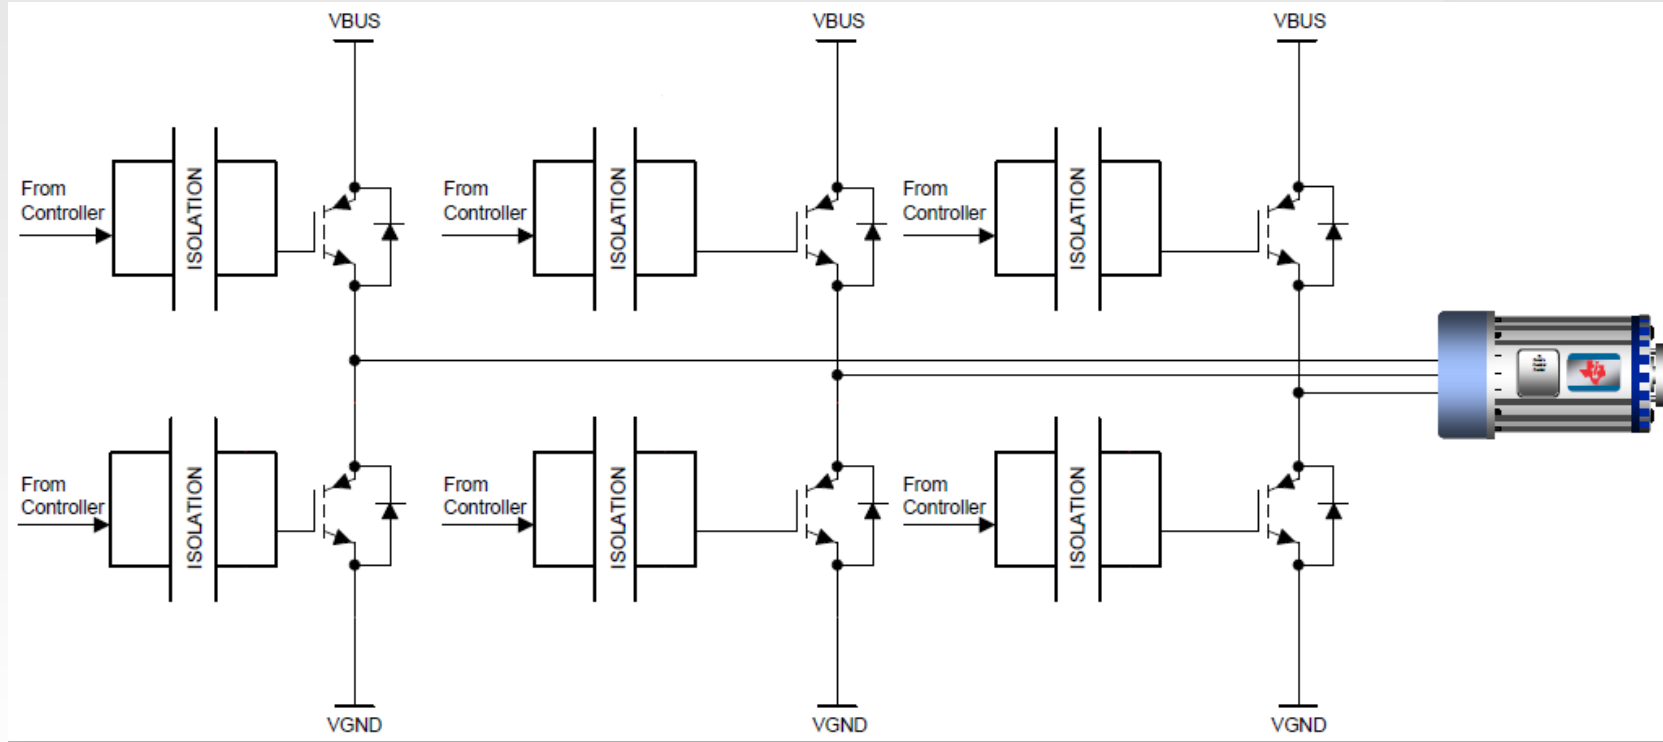 VBUS
VBUS
VBUS
From
Controller
ISOLATION
From
Controller
ISOLATION
From
Controller
ISOLATION
From
Controller
ISOLATION
From
Controller
ISOLATION
From
Controller
ISOLATION
VGND
VGND
VGND